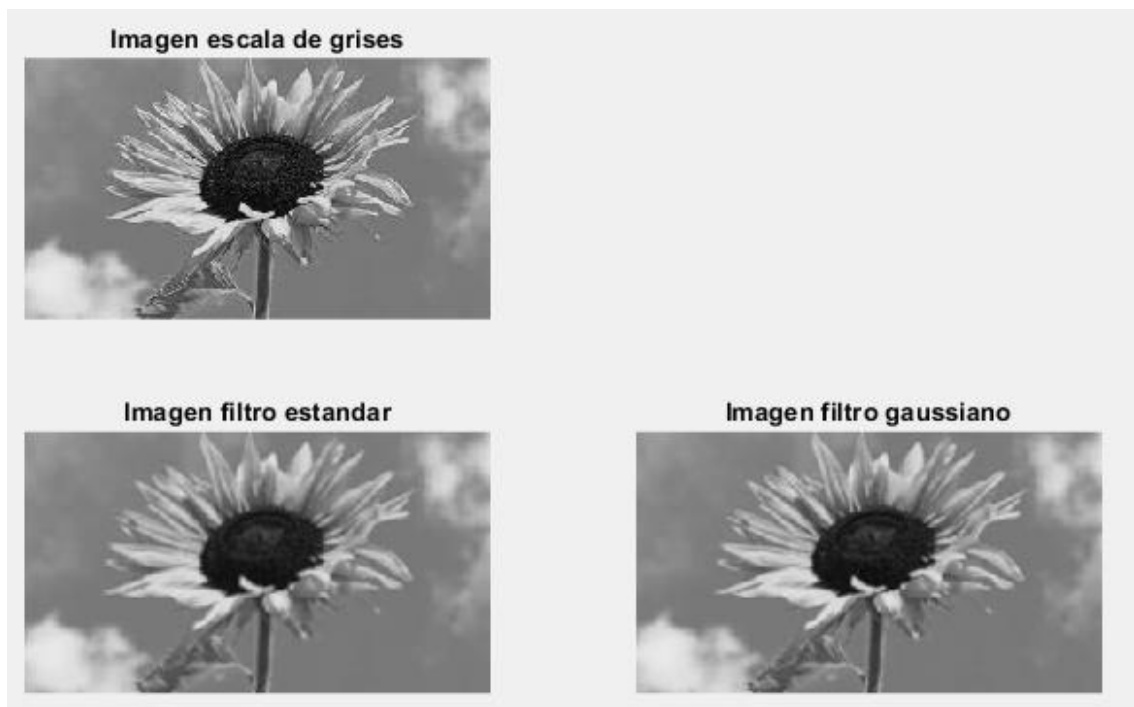 Imagen escala de grises
Imagen filtro estandar
Imagen filtro gaussiano